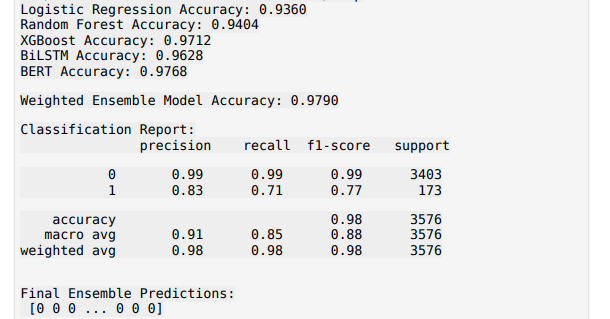 Logistic Regression Accuracy: 0.9360
Random Forest Accuracy: 0.9404
XGBoost Accuracy: 0.9712
BiLSTM Accuracy: 0.9628
BERT Accuracy: 0.9768
Weighted Ensemble Model Accuracy: 0.9790
Classification Report:
precision recall f1-score support
0 0.99 0.99 0.99 3403
1 0.83 0.71 0.77 173
accuracy 0.98 3576
macro avg 0.91 0.85 0.88 3576
weighted avg 0.98 0.98 0.98 3576
Final Ensemble Predictions:
[0 0 0 ... 0 0 0]